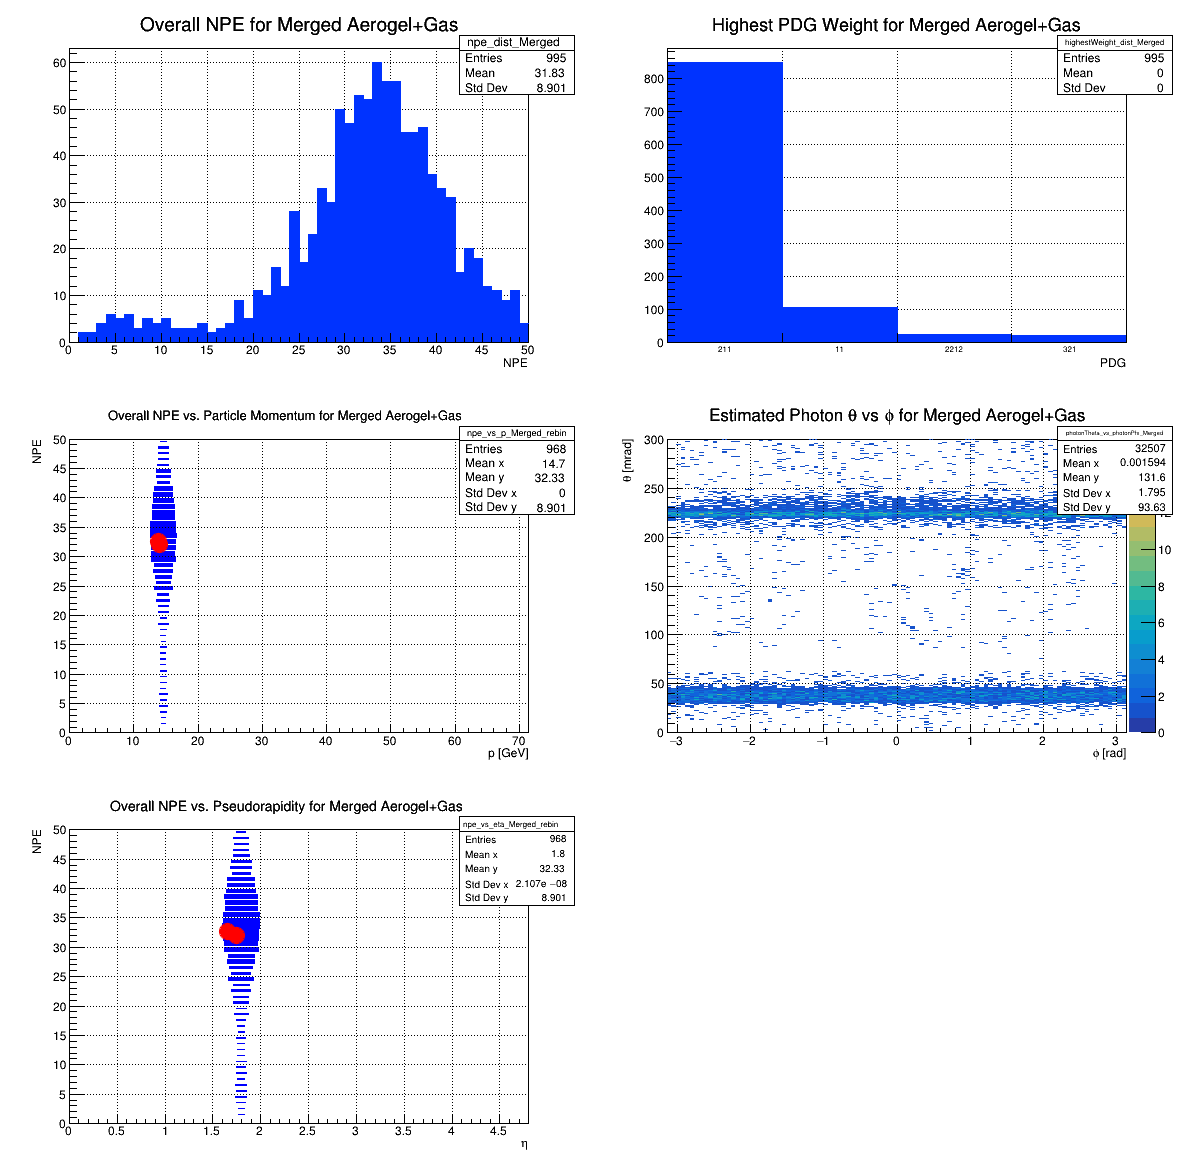 Overall NPE for Merged Aerogel+Gas
npe_dist_Merged
Entries 995
Mean 31.83
Std Dev 8.901
60
50
40
30
20
10
0
0 5 10 15 20 25 30 35 40 45 50
NPE
Highest PDG Weight for Merged Aerogel+Gas
highestWeight_dist_Merged
Entries 995
Mean 0
Std Dev 0
800
700
600
500
400
300
200
100
0
211 11 2212 321
PDG
Overall NPE vs. Particle Momentum for Merged Aerogel+Gas
npe_vs_p_Merged_rebin
Entries 968
Mean x 14.7
Mean y 32.33
Std Dev x 0
Std Dev y 8.901
NPE
50
45
40
35
30
25
20
15
10
5
0
0 10 20 30 40 50 60 70
p [GeV]
Estimated Photon θ vs ϕ for Merged Aerogel+Gas
photonTheta_vs_photonPhi_Merged
Entries 32507
Mean x 0.001594
Mean y 131.6
Std Dev x 1.795
Std Dev y 93.63
θ [mrad]
300
250
200
150
100
50
0
−3 −2 −1 0 1 2 3
ϕ [rad]
10
8
6
4
2
0
Overall NPE vs. Pseudorapidity for Merged Aerogel+Gas
npe_vs_eta_Merged_rebin
Entries 968
Mean x 1.8
Mean y 32.33
Std Dev x 2.107e −08
Std Dev y 8.901
NPE
50
45
40
35
30
25
20
15
10
5
0
0 0.5 1 1.5 2 2.5 3 3.5 4 4.5
η